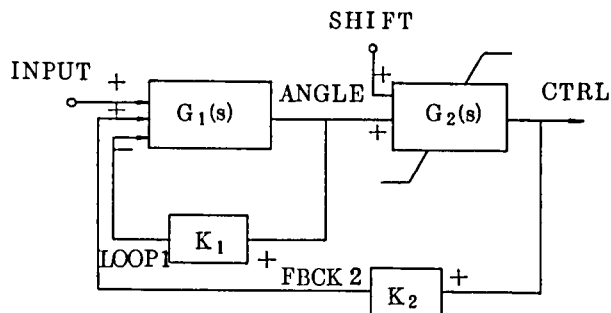 SHIFT
INPUT
+
+
−
G₁(s)
ANGLE
+
+
G₂(s)
CTRL
K₁
LOOP1
+
FBCK 2
K₂
+